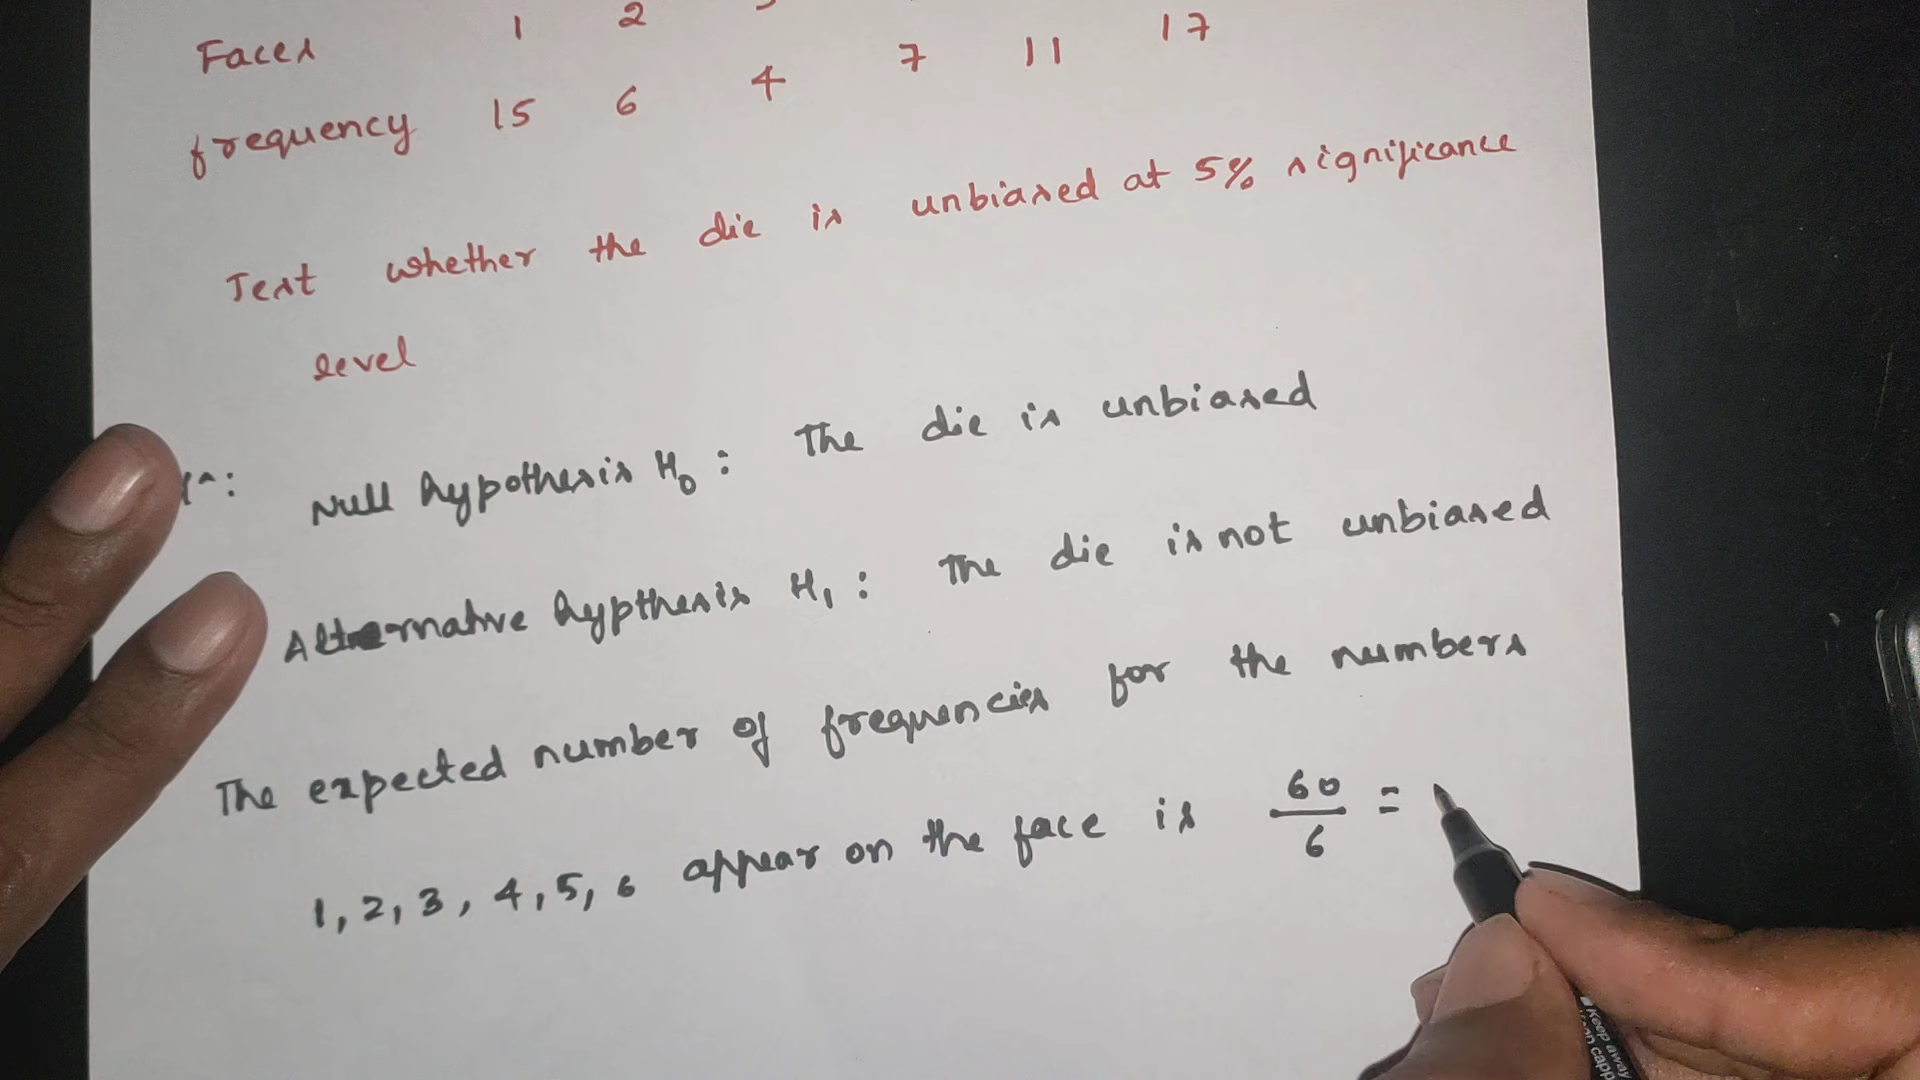 Faces 1 2
frequency 15 6 4 7 11 17
Test whether the die is unbiased at 5% significance
level
Null hypothesis H₀ : The die is unbiased
Alternative hypthesis H₁ : The die is not unbiased
The expected number of frequencies for the numbers
1, 2, 3, 4, 5, 6 appear on the face is 60/6 =
Keep away